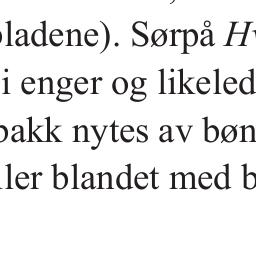 bladene). Sørpå Hv
i enger og likeled
bakk nytes av bøn
ller blandet med b